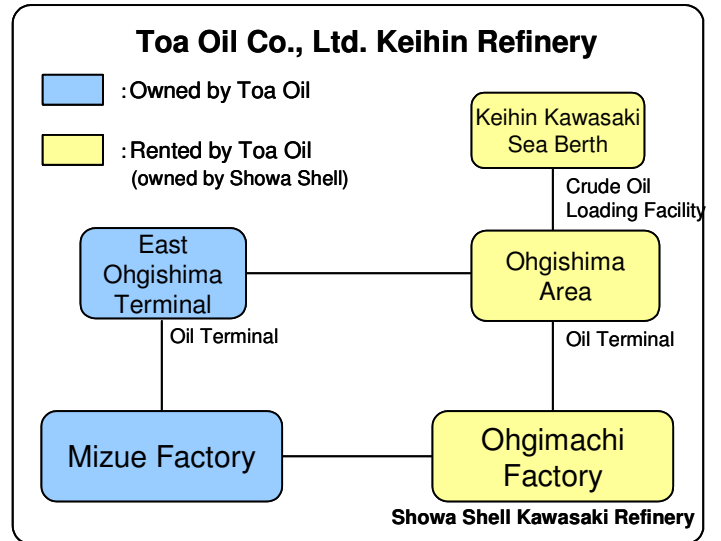 Toa Oil Co., Ltd. Keihin Refinery
:Owned by Toa Oil
:Rented by Toa Oil
(owned by Showa Shell)
Keihin Kawasaki
Sea Berth
Crude Oil
Loading Facility
East
Ohgishima
Terminal
Ohgishima
Area
Oil Terminal
Oil Terminal
Mizue Factory
Ohgimachi
Factory
Showa Shell Kawasaki Refinery